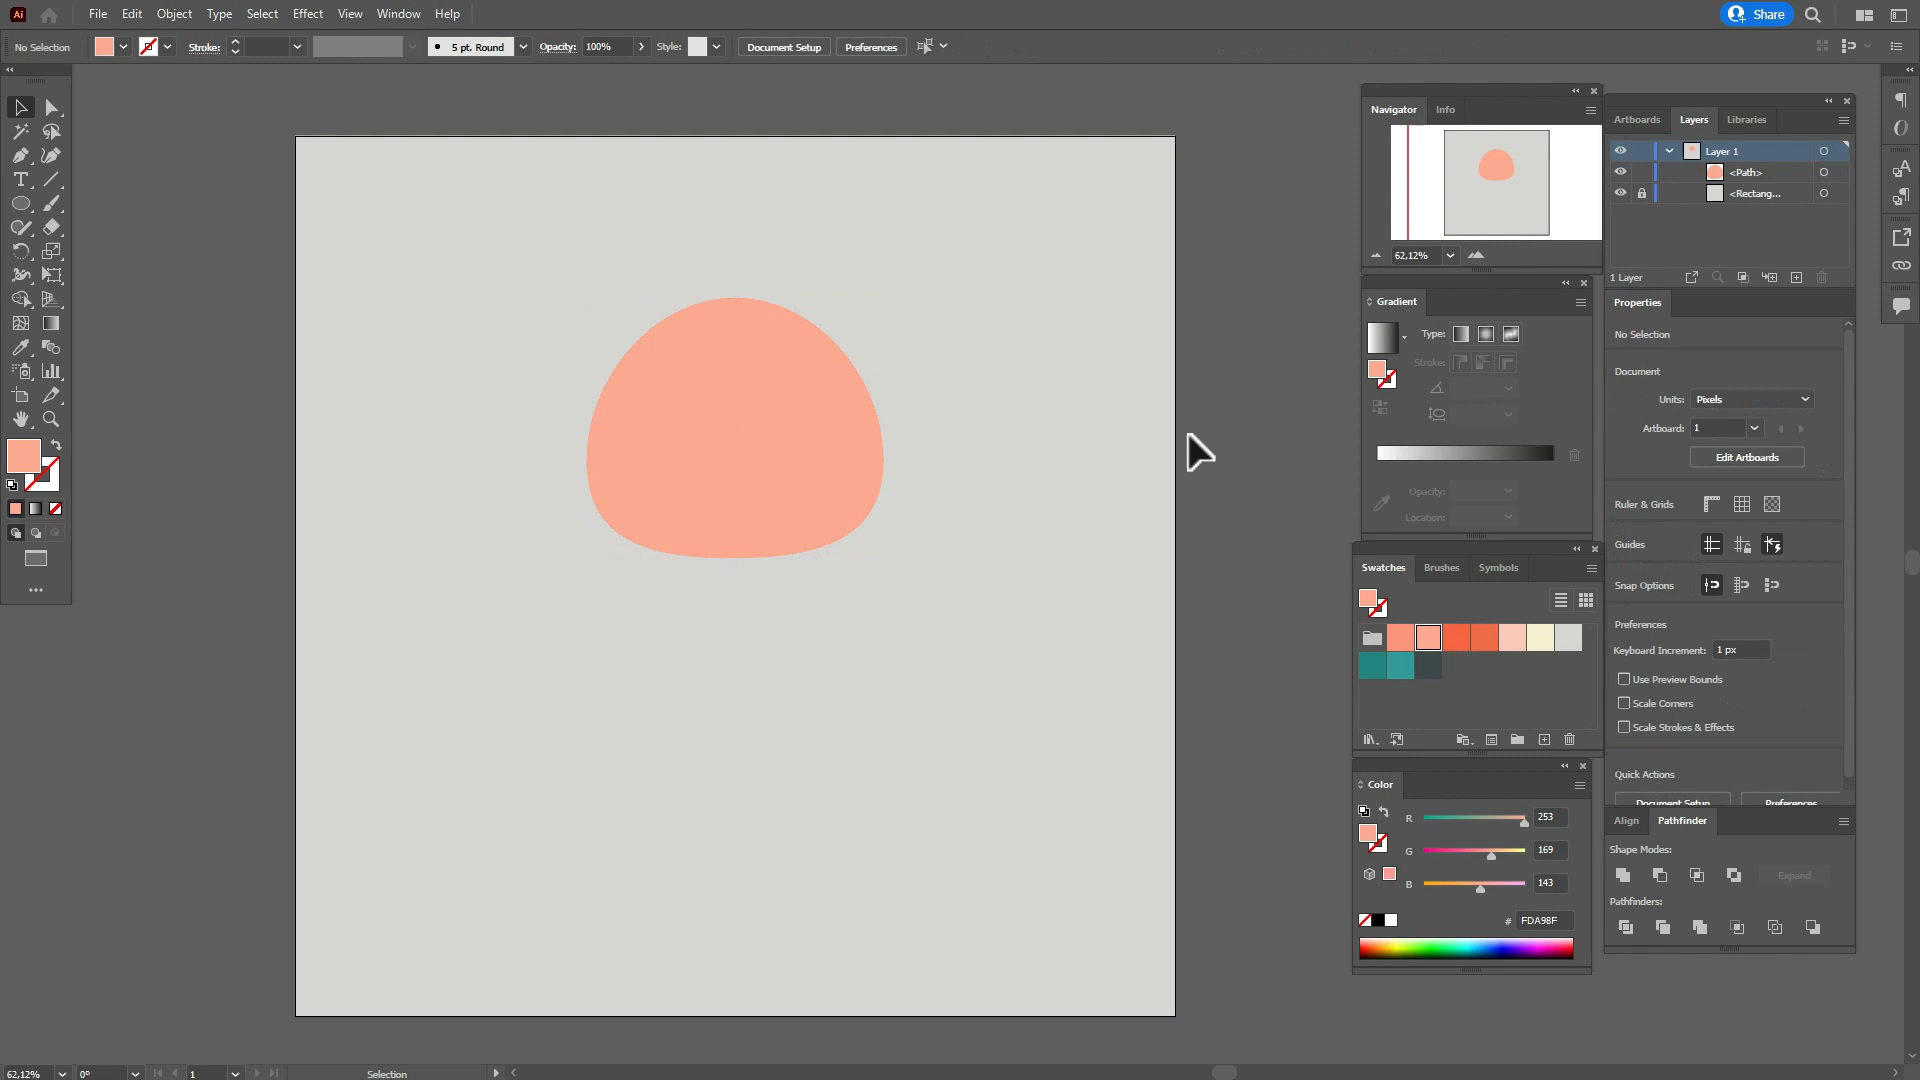 Ai File Edit Object Type Select Effect View Window Help Share
No Selection Stroke: 5 pt. Round Opacity: 100% Style: Document Setup Preferences
Navigator Info
62,12%
Artboards Layers Libraries
Layer 1
<Path>
<Rectang...
1 Layer
Gradient
Type:
Stroke:
Opacity:
Location:
Properties
No Selection
Document
Units: Pixels
Artboard: 1
Edit Artboards
Ruler & Grids
Guides
Snap Options
Preferences
Keyboard Increment: 1 px
Use Preview Bounds
Scale Corners
Scale Strokes & Effects
Quick Actions
Document Setup Preferences
Swatches Brushes Symbols
Color
R 253
G 169
B 143
# FDA98F
Align Pathfinder
Shape Modes:
Expand
Pathfinders:
62,12% 0° 1 Selection